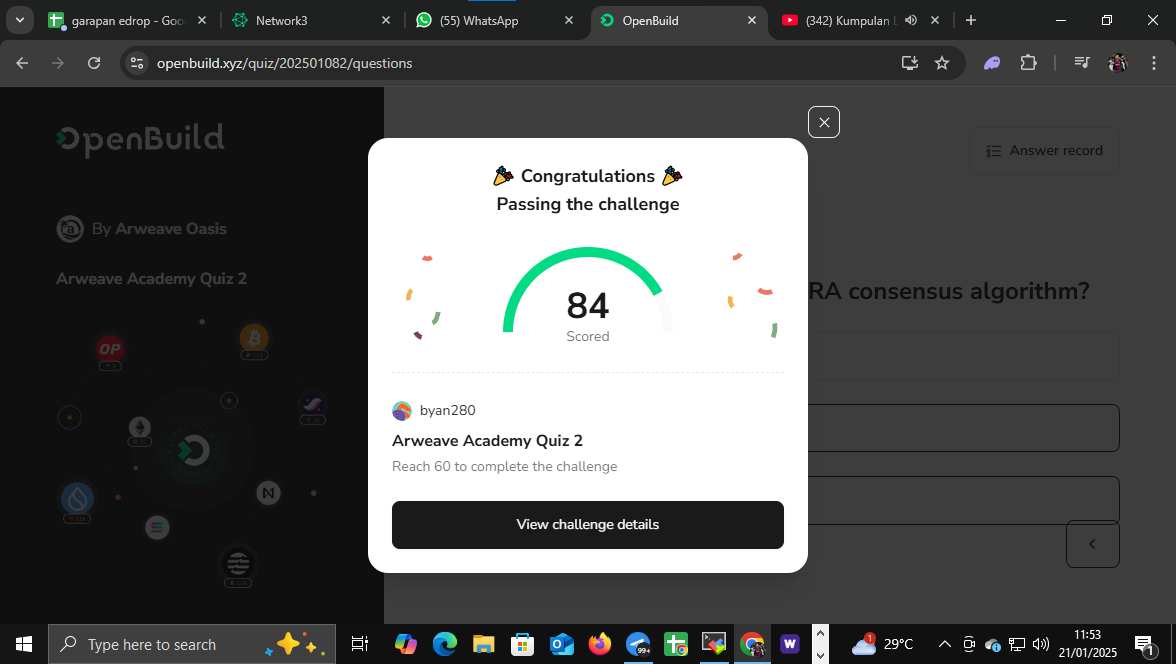 garapan edrop - Goo
Network3
(55) WhatsApp
OpenBuild
(342) Kumpulan L
openbuild.xyz/quiz/202501082/questions
OpenBuild
Answer record
By Arweave Oasis
Arweave Academy Quiz 2
RA consensus algorithm?
OP
Congratulations
Passing the challenge
84
Scored
byan280
Arweave Academy Quiz 2
Reach 60 to complete the challenge
View challenge details
Type here to search
99+
1
29°C
11:53
21/01/2025
1